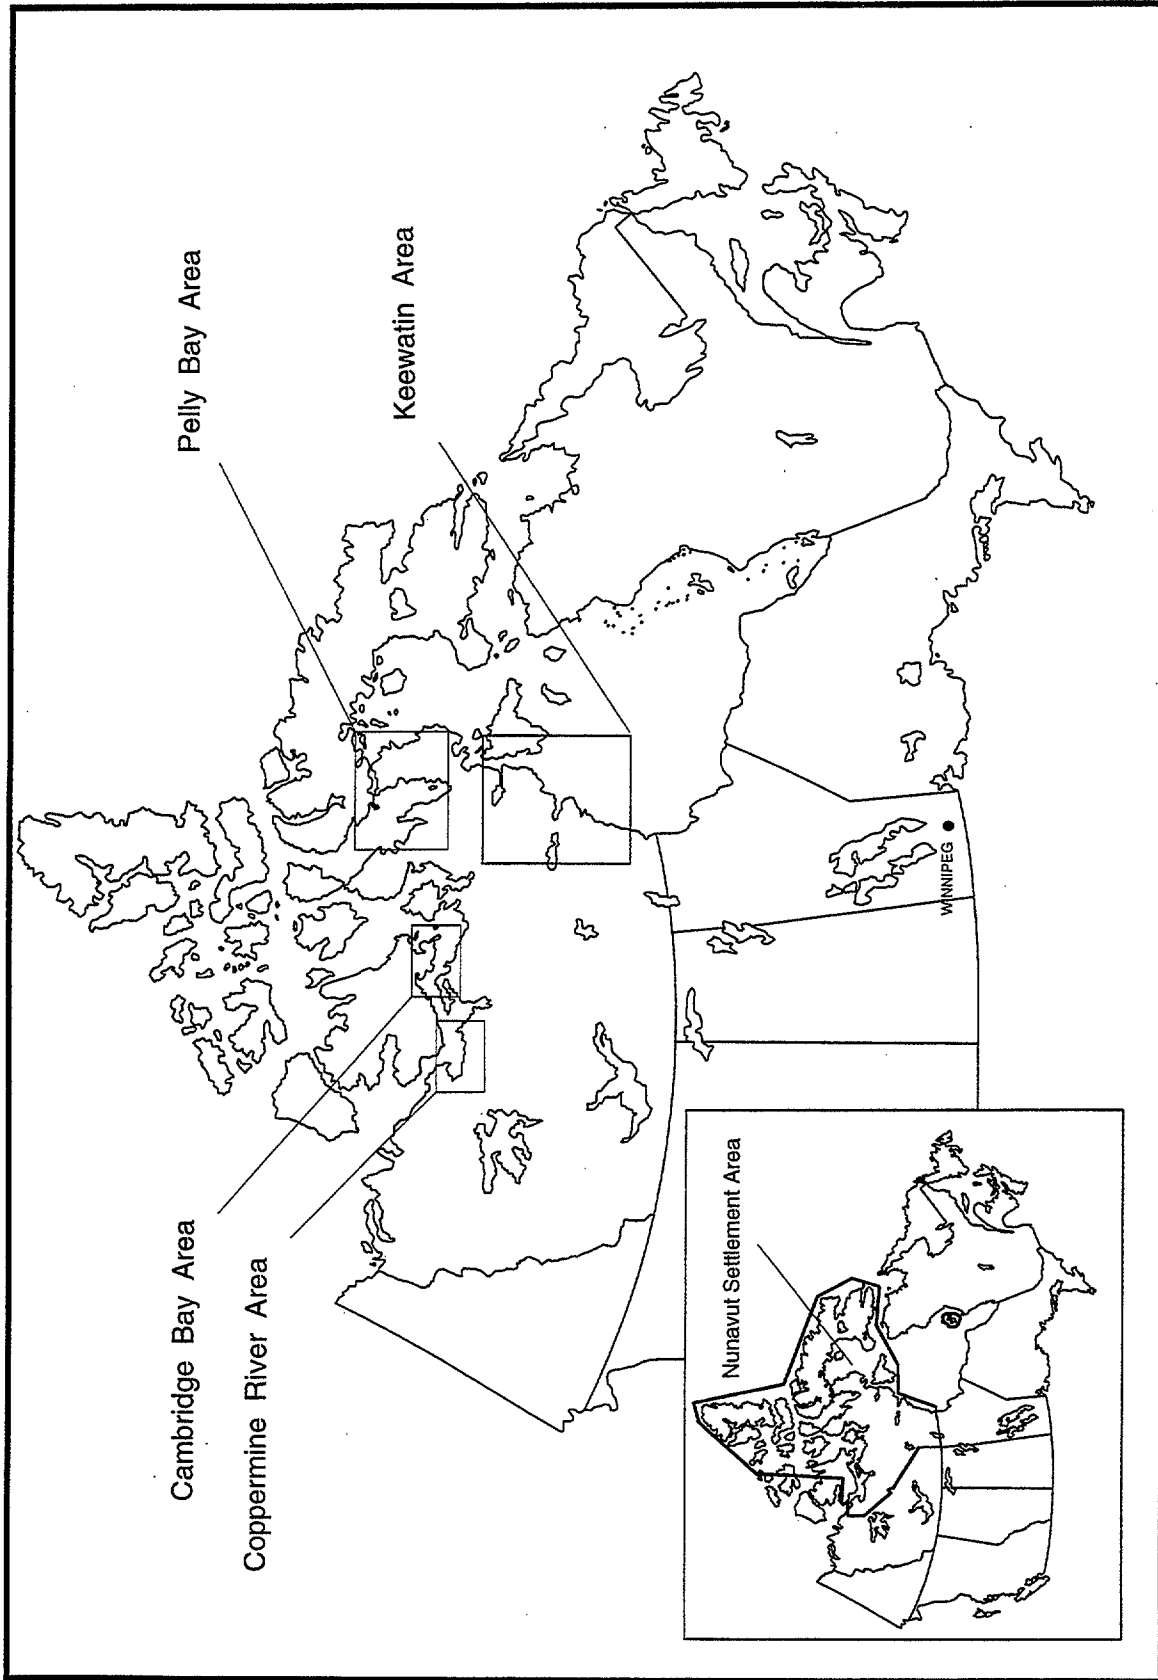 Pelly Bay Area
Keewatin Area
Cambridge Bay Area
Coppermine River Area
WINNIPEG
Nunavut Settlement Area